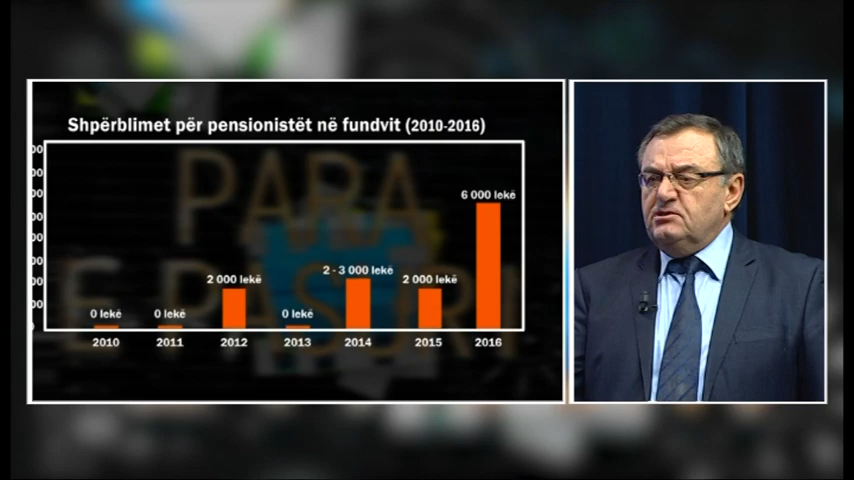 Shpërblimet për pensionistët në fundvit (2010-2016)
PARA
6 000 lekë
2 - 3 000 lekë
2 000 lekë
2 000 lekë
0 lekë
0 lekë
0 lekë
2010 2011 2012 2013 2014 2015 2016